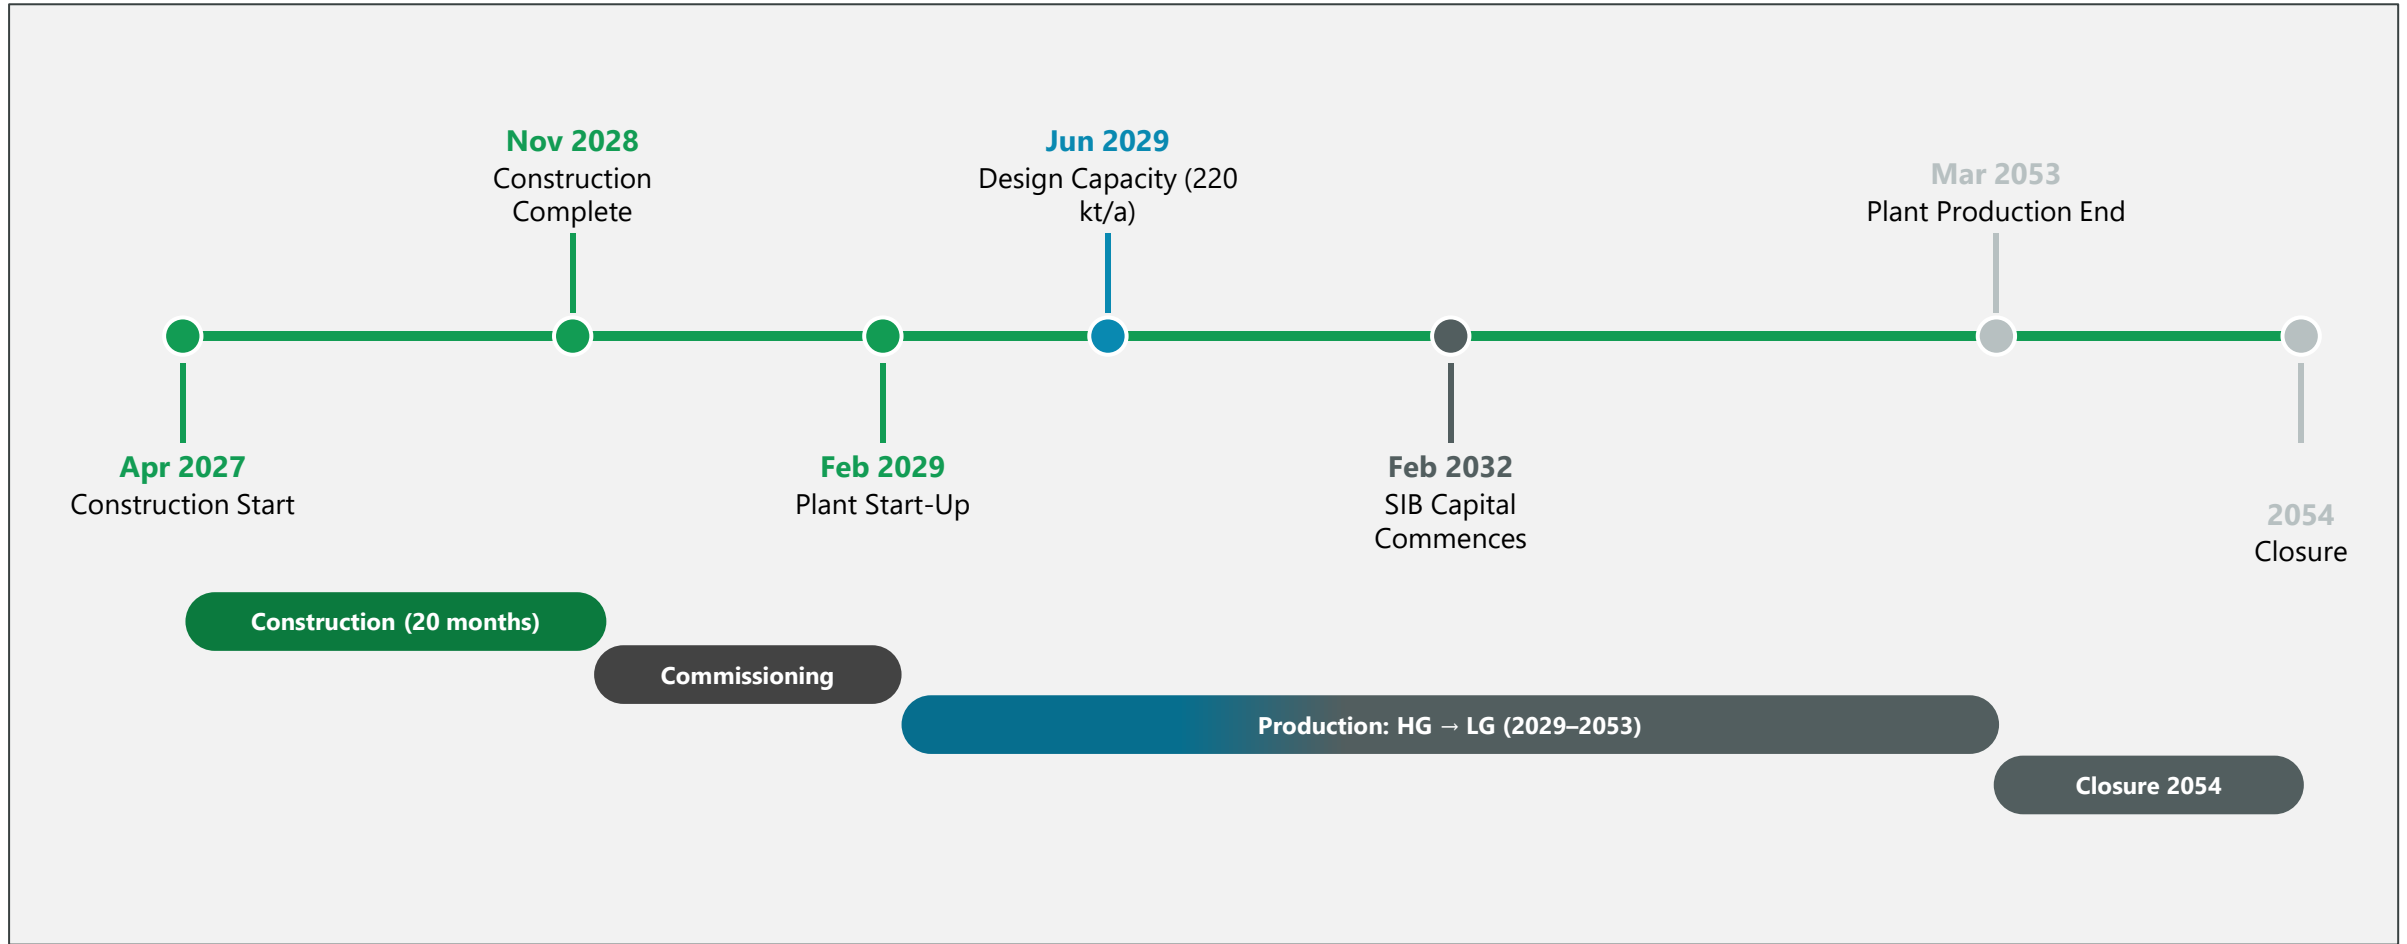 Nov 2028
Construction
Complete
Jun 2029
Design Capacity (220
kt/a)
Mar 2053
Plant Production End
Apr 2027
Construction Start
Feb 2029
Plant Start-Up
Feb 2032
SIB Capital
Commences
2054
Closure
Construction (20 months)
Commissioning
Production: HG → LG (2029–2053)
Closure 2054